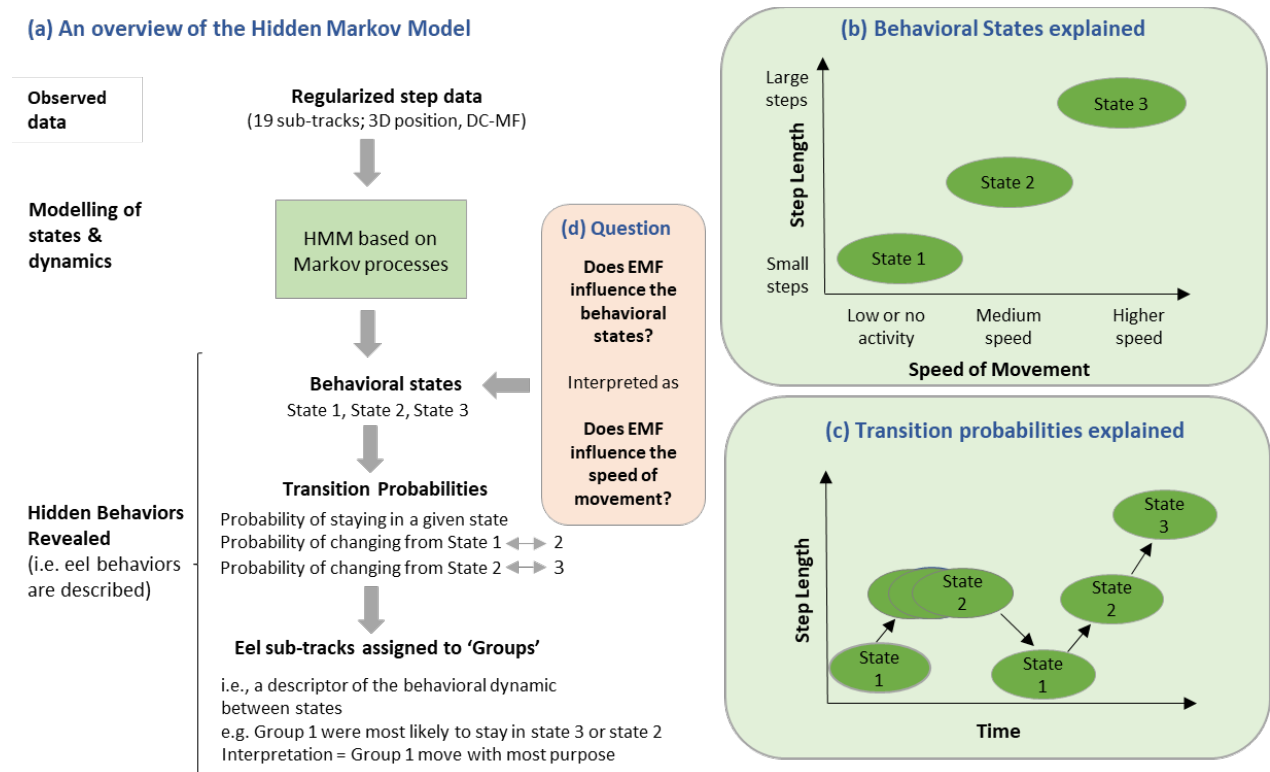 (a) An overview of the Hidden Markov Model
Observed
data
Regularized step data
(19 sub-tracks; 3D position, DC-MF)
Modelling of
states &
dynamics
HMM based on
Markov processes
Behavioral states
State 1, State 2, State 3
Transition Probabilities
Probability of staying in a given state
Probability of changing from State 1 2
Probability of changing from State 2 3
Hidden Behaviors
Revealed
(i.e. eel behaviors
are described)
Eel sub-tracks assigned to ‘Groups’
i.e., a descriptor of the behavioral dynamic
between states
e.g. Group 1 were most likely to stay in state 3 or state 2
Interpretation = Group 1 move with most purpose
(d) Question
Does EMF
influence the
behavioral
states?
Interpreted as
Does EMF
influence the
speed of
movement?
(b) Behavioral States explained
Large
steps
Step Length
Small
steps
State 1
State 2
State 3
Low or no
activity
Medium
speed
Higher
speed
Speed of Movement
(c) Transition probabilities explained
Step Length
State
1
State
2
State
1
State
2
State
3
Time